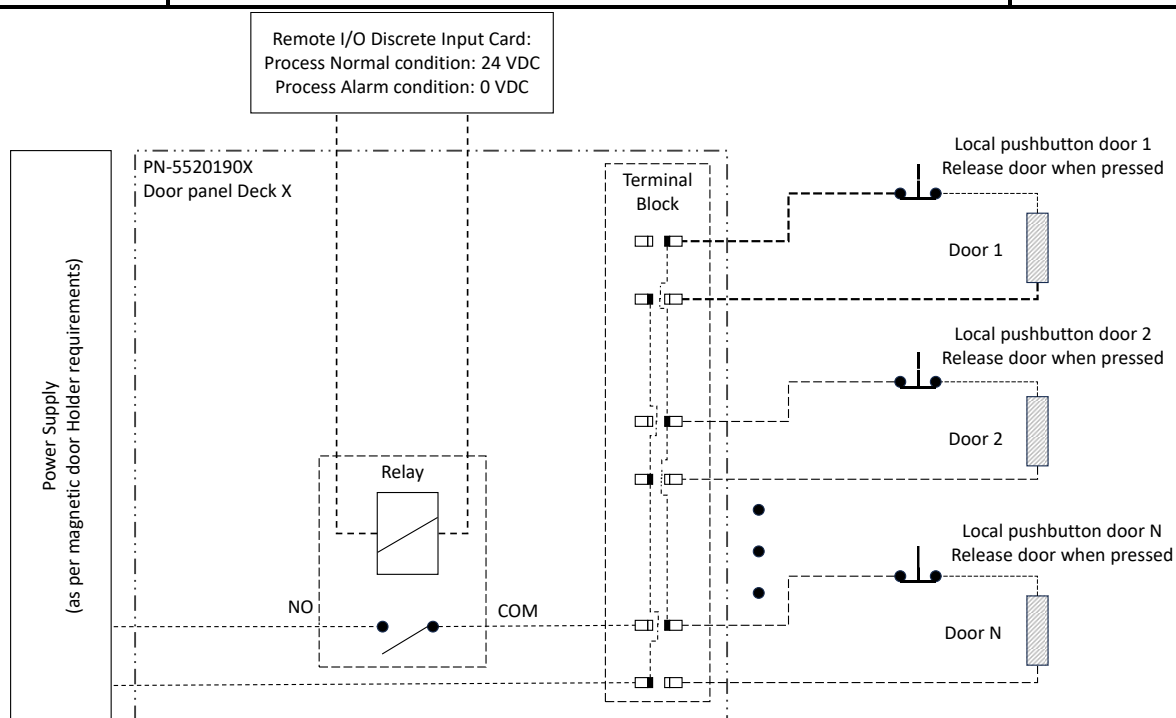 Remote I/O Discrete Input Card:
Process Normal condition: 24 VDC
Process Alarm condition: 0 VDC
PN-5520190X
Door panel Deck X
Terminal
Block
Local pushbutton door 1
Release door when pressed
Door 1
Power Supply
(as per magnetic door Holder requirements)
Local pushbutton door 2
Release door when pressed
Door 2
Relay
Local pushbutton door N
Release door when pressed
NO
COM
Door N